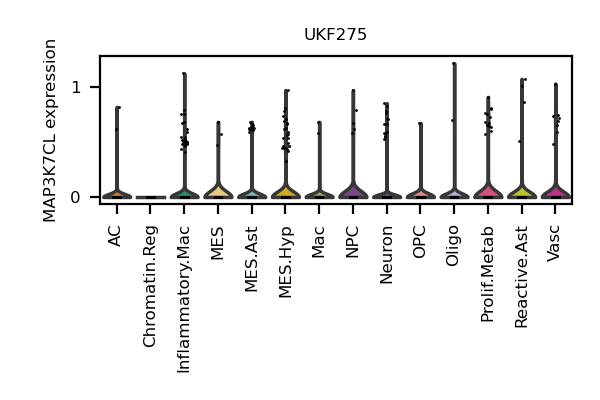 UKF275
MAP3K7CL expression
1
0
AC
Chromatin.Reg
Inflammatory.Mac
MES
MES.Ast
MES.Hyp
Mac
NPC
Neuron
OPC
Oligo
Prolif.Metab
Reactive.Ast
Vasc